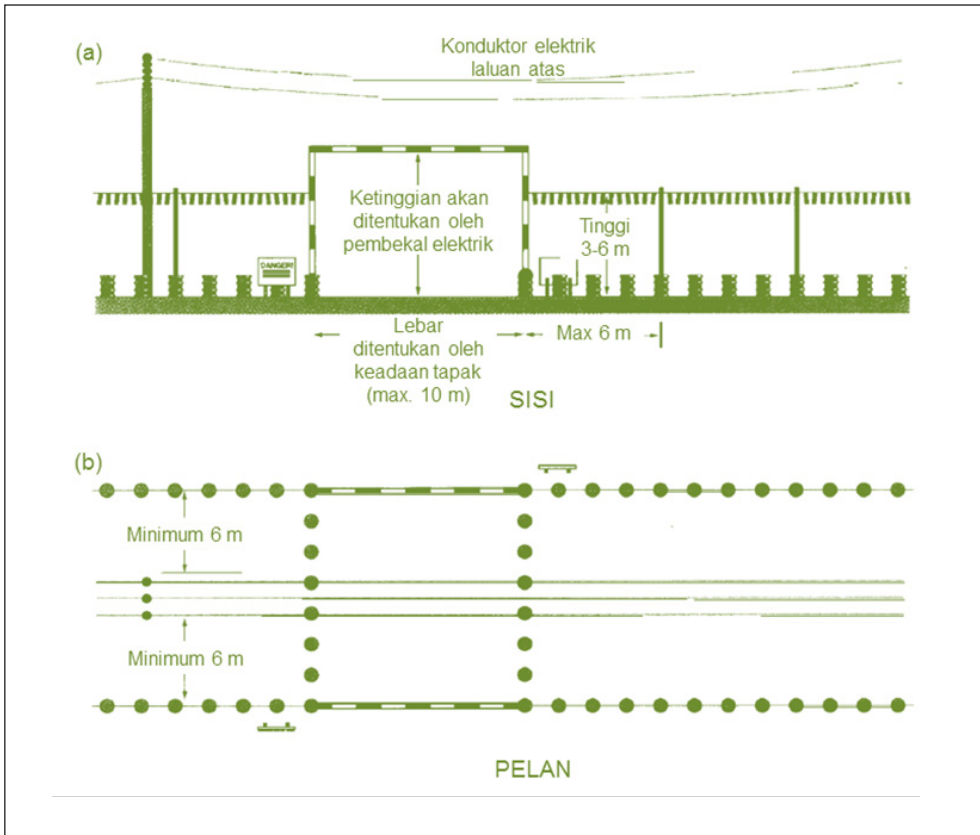 (a)
Konduktor elektrik
laluan atas
Ketinggian akan
ditentukan oleh
pembekal elektrik
Tinggi
3-6 m
DANGER!
Lebar
ditentukan oleh
keadaan tapak
(max. 10 m)
Max 6 m
SISI
(b)
Minimum 6 m
Minimum 6 m
PELAN